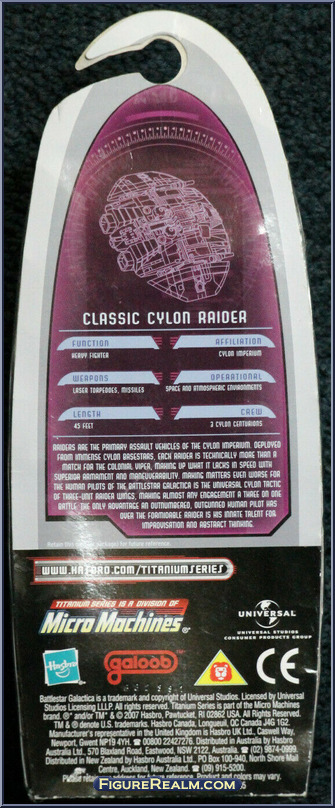 CLASSIC CYLON RAIDER
FUNCTION
HEAVY FIGHTER
AFFILIATION
CYLON IMPERIUM
WEAPONS
LASER TORPEDOES, MISSILES
OPERATIONAL
SPACE AND ATMOSPHERIC ENVIRONMENTS
LENGTH
45 FEET
CREW
3 CYLON CENTURIONS
RAIDERS ARE THE PRIMARY ASSAULT VEHICLES OF THE CYLON IMPERIUM. DEPLOYED
FROM IMMENSE CYLON BASESTARS, EACH RAIDER IS TECHNICALLY MORE THAN A
MATCH FOR THE COLONIAL VIPER, MAKING UP WHAT IT LACKS IN SPEED WITH
SUPERIOR ARMAMENT AND MANEUVERABILITY. MAKING MATTERS EVEN WORSE FOR
THE HUMAN PILOTS OF THE BATTLESTAR GALACTICA IS THE UNIVERSAL CYLON TACTIC
OF THREE-UNIT RAIDER WINGS, MAKING ALMOST ANY ENGAGEMENT A THREE ON ONE
BATTLE. THE ONLY ADVANTAGE AN OUTNUMBERED, OUTGUNNED HUMAN PILOT HAS
OVER THE FORMIDABLE RAIDER IS HIS INNATE TALENT FOR
IMPROVISATION AND ABSTRACT THINKING.
Retain this package for future reference.
WWW.HASBRO.COM/TITANIUMSERIES
TITANIUM SERIES IS A DIVISION OF
Micro Machines®
UNIVERSAL
UNIVERSAL STUDIOS
CONSUMER PRODUCTS GROUP
Hasbro
galoob
CE
Battlestar Galactica is a trademark and copyright of Universal Studios. Licensed by Universal
Studios Licensing LLLP. All rights reserved. Titanium Series is part of the Micro Machines
brand. ®* and/or TM* & © 2007 Hasbro, Pawtucket, RI 02862 USA. All Rights Reserved.
TM & ® denote U.S. trademarks. Hasbro Canada, Longueuil, QC Canada J4G 1G2.
Manufacturer's representative in the United Kingdom is Hasbro UK Ltd., Caswell Way,
Newport, Gwent NP19 4YH. ☎ 00800 22427276. Distributed in Australia by Hasbro
Australia Ltd., 570 Blaxland Road, Eastwood, NSW 2122, Australia. ☎ (02) 9874-0999.
Distributed in New Zealand by Hasbro Australia Ltd., PO Box 100-940, North Shore Mail
Centre, Auckland, New Zealand. ☎ (09) 915-5200.
Please retain address for future reference. Product and colors may vary.
FIGUREREALM.COM